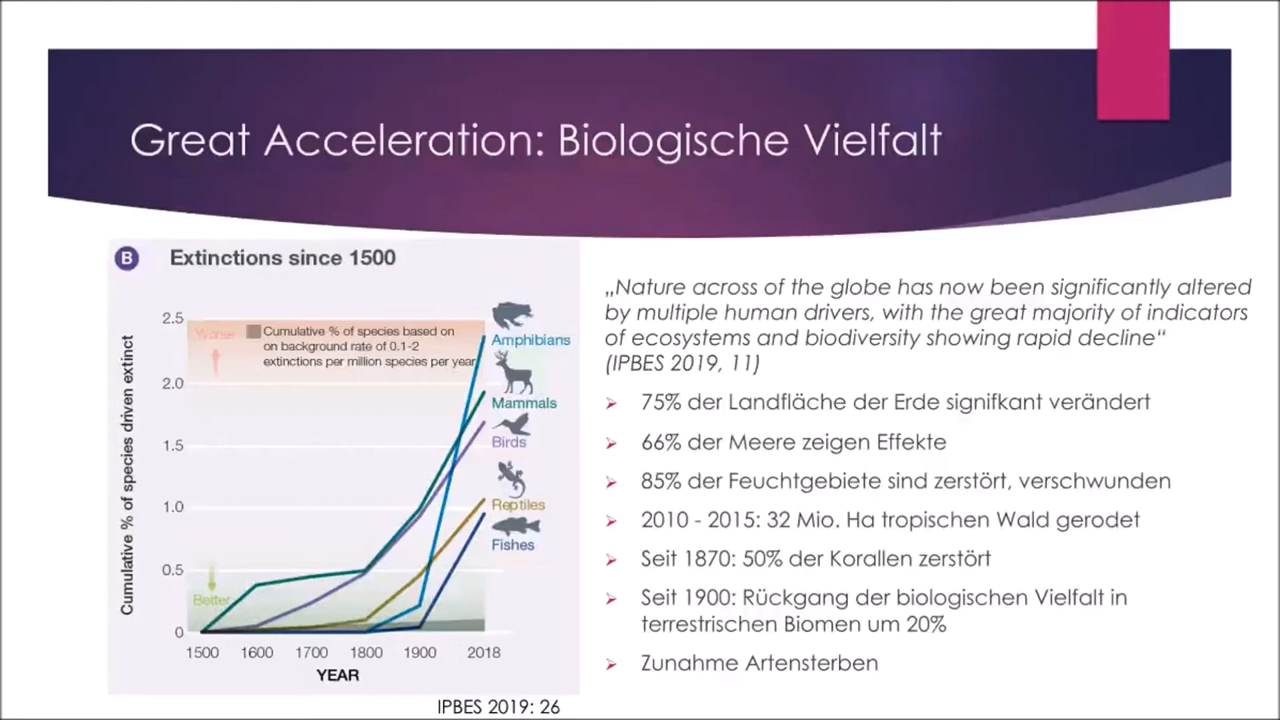 Great Acceleration: Biologische Vielfalt
B Extinctions since 1500
Cumulative % of species driven extinct
2.5
2.0
1.5
1.0
0.5
0
Worse
Cumulative % of species based on
on background rate of 0.1-2
extinctions per million species per year
Better
Amphibians
Mammals
Birds
Reptiles
Fishes
1500 1600 1700 1800 1900 2018
YEAR
IPBES 2019: 26
„Nature across of the globe has now been significantly altered
by multiple human drivers, with the great majority of indicators
of ecosystems and biodiversity showing rapid decline“
(IPBES 2019, 11)
75% der Landfläche der Erde signifkant verändert
66% der Meere zeigen Effekte
85% der Feuchtgebiete sind zerstört, verschwunden
2010 - 2015: 32 Mio. Ha tropischen Wald gerodet
Seit 1870: 50% der Korallen zerstört
Seit 1900: Rückgang der biologischen Vielfalt in
terrestrischen Biomen um 20%
Zunahme Artensterben